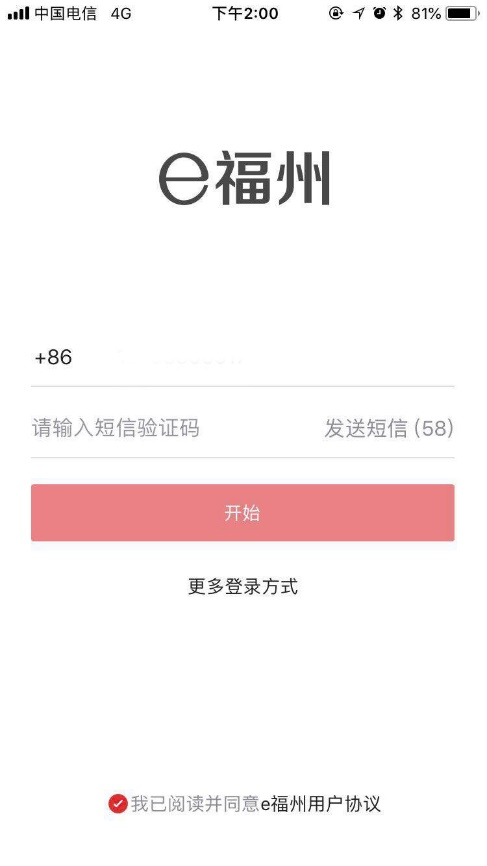 中国电信 4G 下午2:00 81%
e福州
+86
请输入短信验证码 发送短信 (58)
开始
更多登录方式
我已阅读并同意e福州用户协议